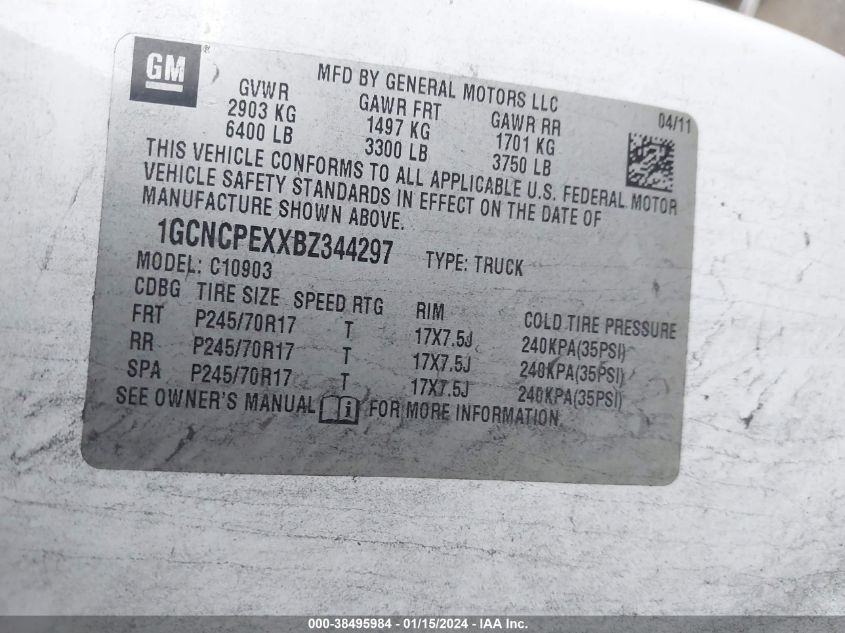 GM ®
MFD BY GENERAL MOTORS LLC
04/11
GVWR GAWR FRT GAWR RR
2903 KG 1497 KG 1701 KG
6400 LB 3300 LB 3750 LB
THIS VEHICLE CONFORMS TO ALL APPLICABLE U.S. FEDERAL MOTOR
VEHICLE SAFETY STANDARDS IN EFFECT ON THE DATE OF
MANUFACTURE SHOWN ABOVE.
1GCNCPEXXBZ344297 TYPE: TRUCK
MODEL: C10903
CDBG TIRE SIZE SPEED RTG RIM COLD TIRE PRESSURE
FRT P245/70R17 T 17X7.5J 240KPA(35PSI)
RR P245/70R17 T 17X7.5J 240KPA(35PSI)
SPA P245/70R17 T 17X7.5J 240KPA(35PSI)
SEE OWNER'S MANUAL i FOR MORE INFORMATION
000-38495984 - 01/15/2024 - IAA Inc.